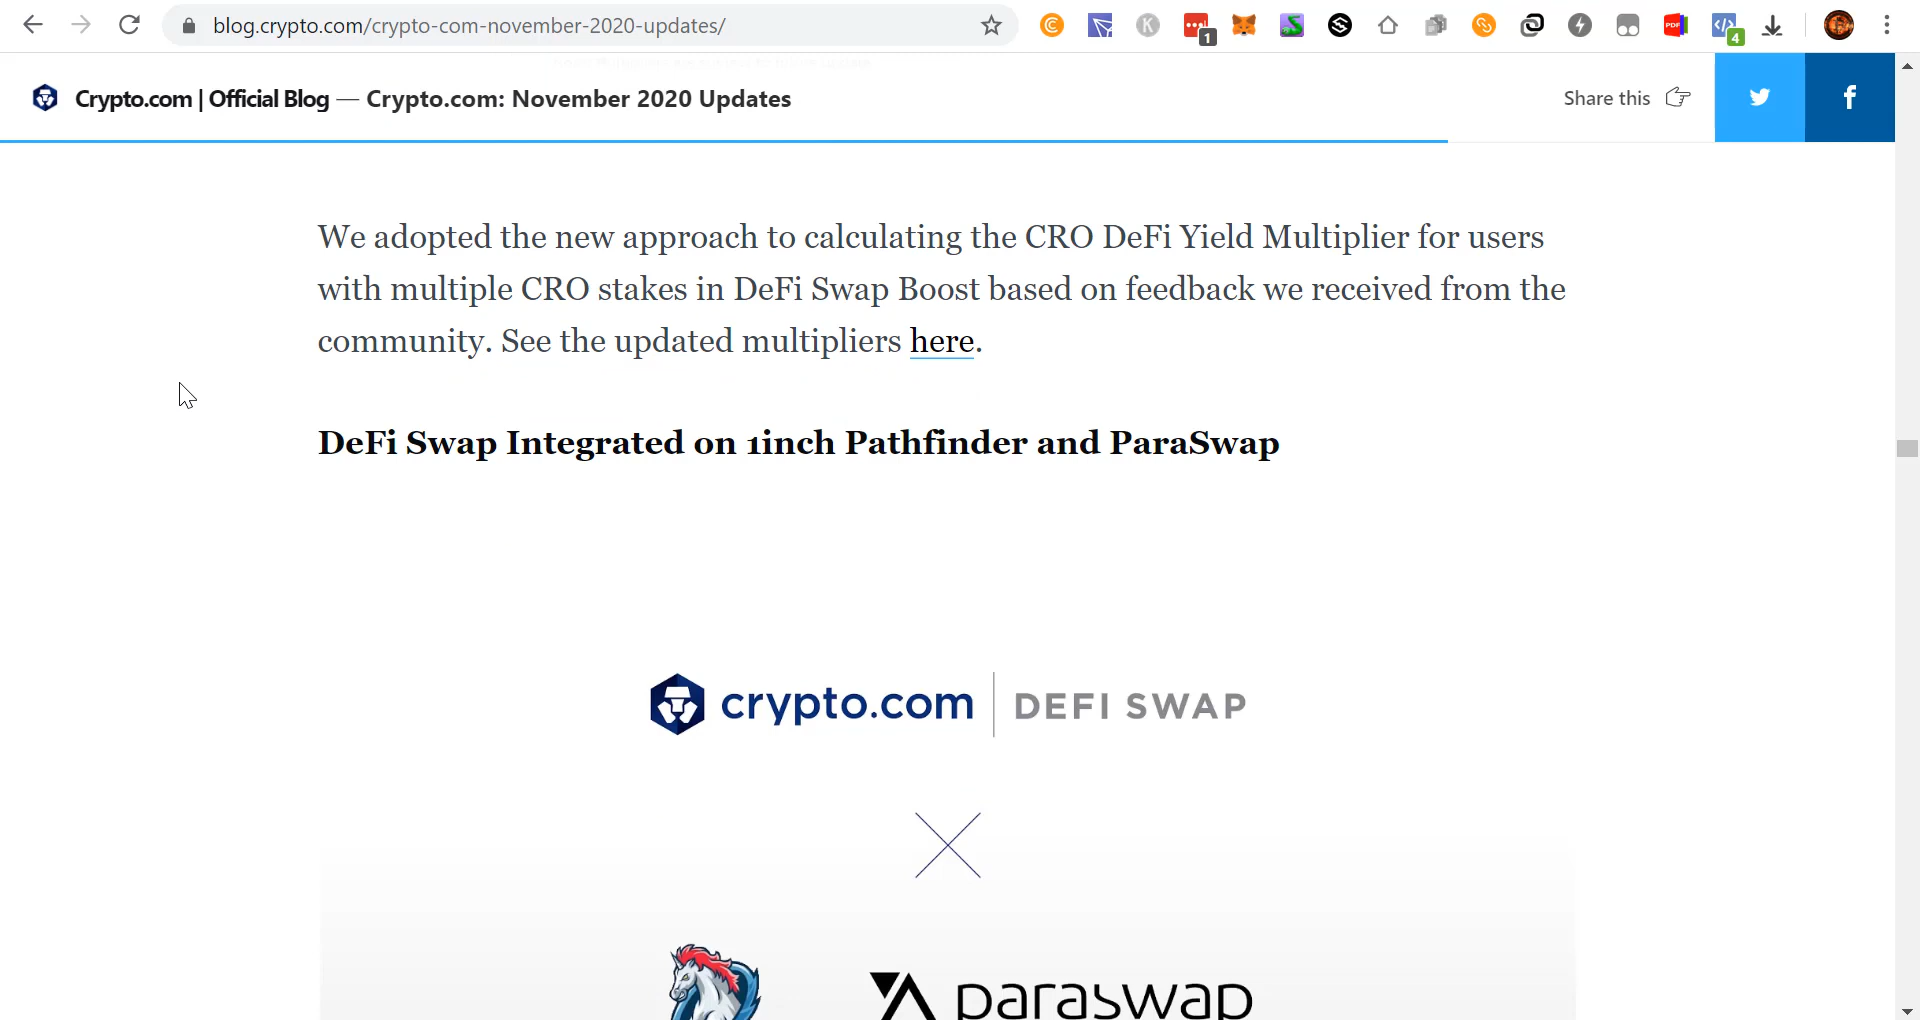 blog.crypto.com/crypto-com-november-2020-updates/
1
PDF
4
Crypto.com | Official Blog — Crypto.com: November 2020 Updates
Share this
We adopted the new approach to calculating the CRO DeFi Yield Multiplier for users
with multiple CRO stakes in DeFi Swap Boost based on feedback we received from the
community. See the updated multipliers here.
DeFi Swap Integrated on 1inch Pathfinder and ParaSwap
crypto.com | DEFI SWAP
paraswap